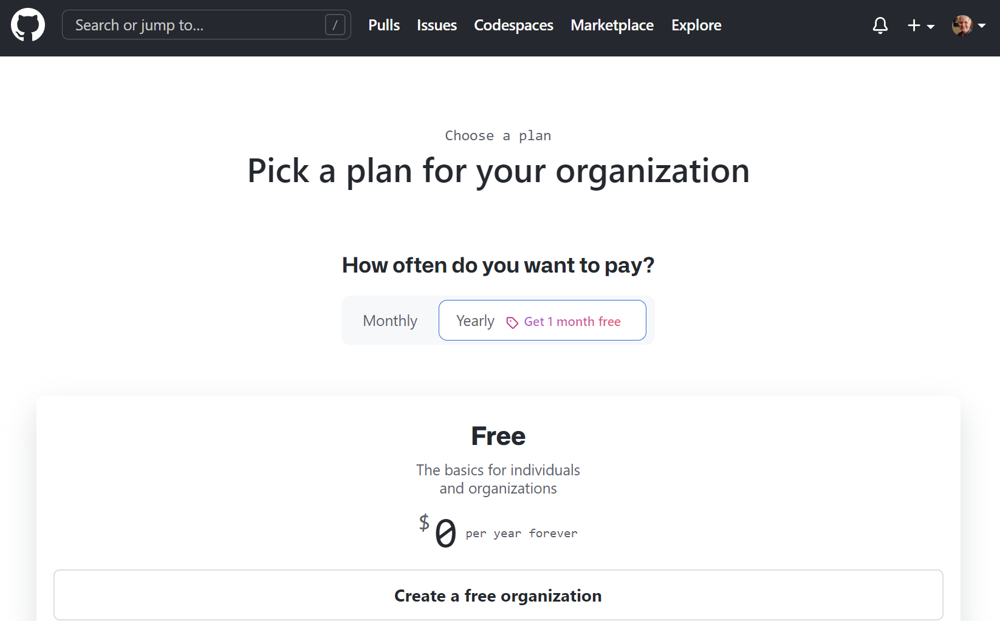 Search or jump to... / Pulls Issues Codespaces Marketplace Explore
Choose a plan
Pick a plan for your organization
How often do you want to pay?
Monthly Yearly Get 1 month free
Free
The basics for individuals
and organizations
$0 per year forever
Create a free organization